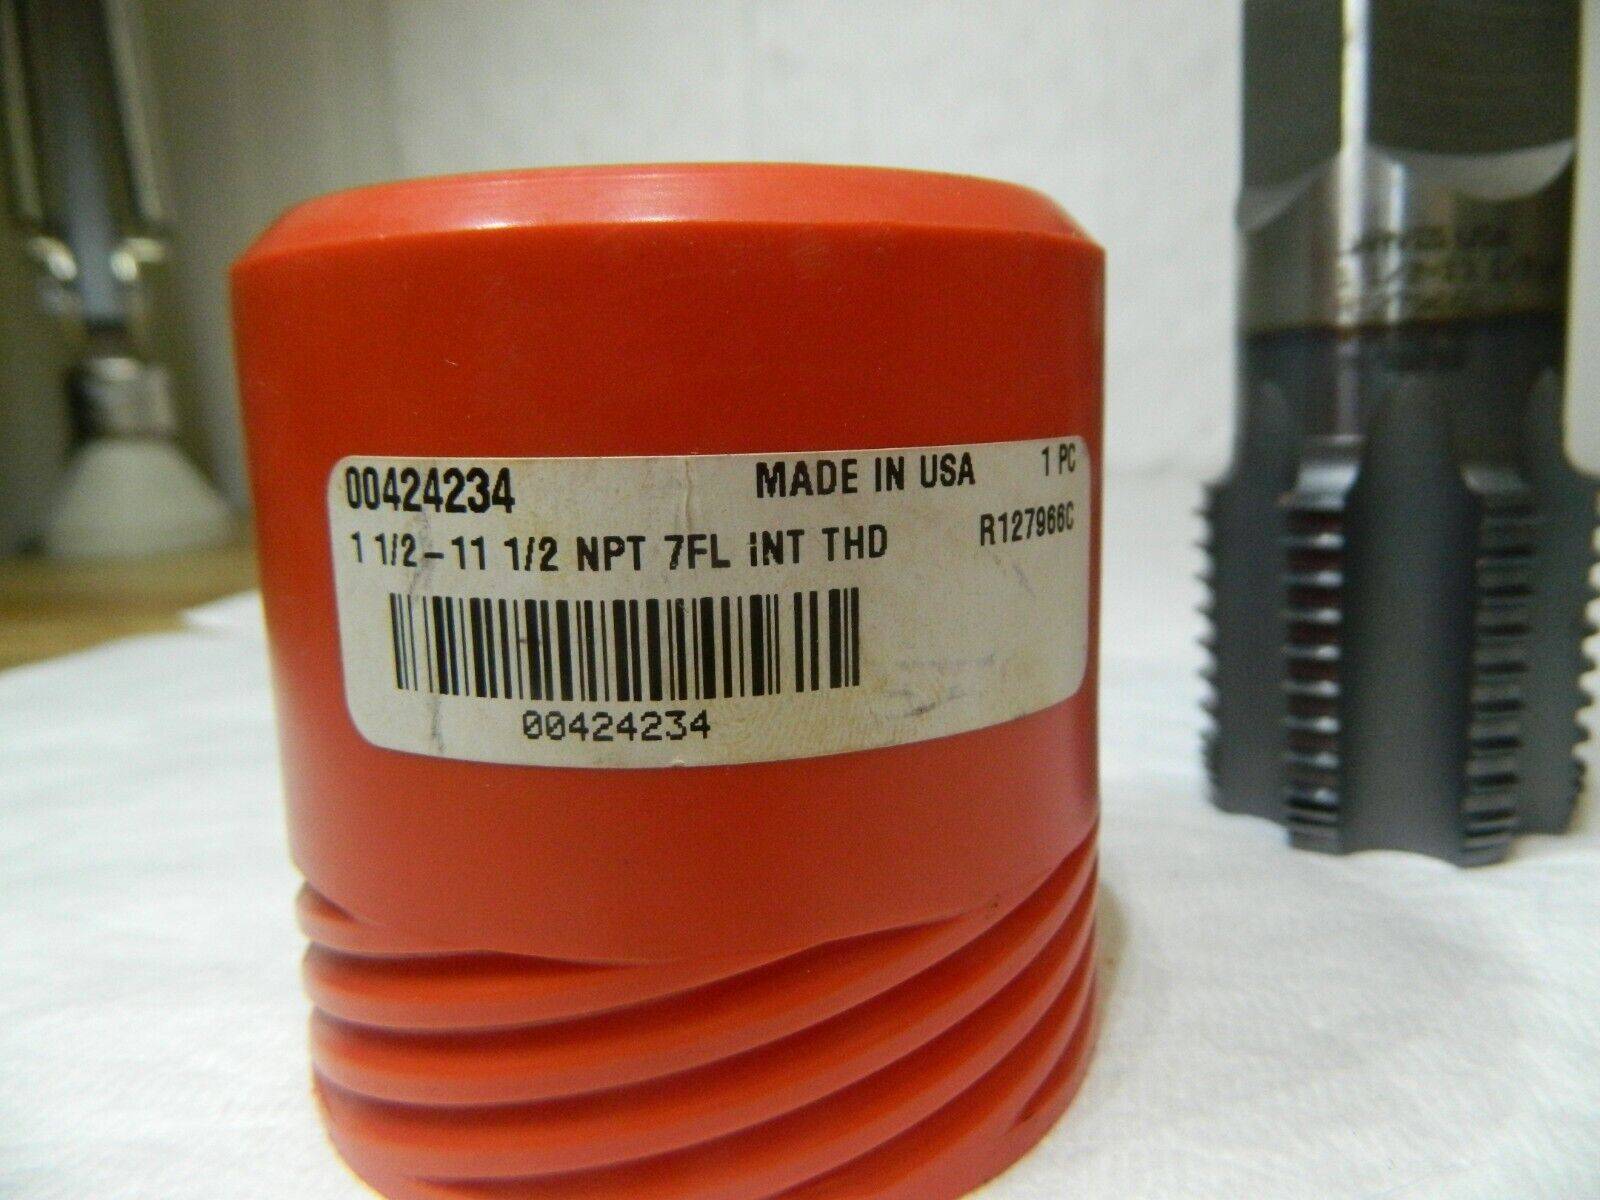 00424234 MADE IN USA 1 PC
1 1/2-11 1/2 NPT 7FL INT THD R127966C
00424234